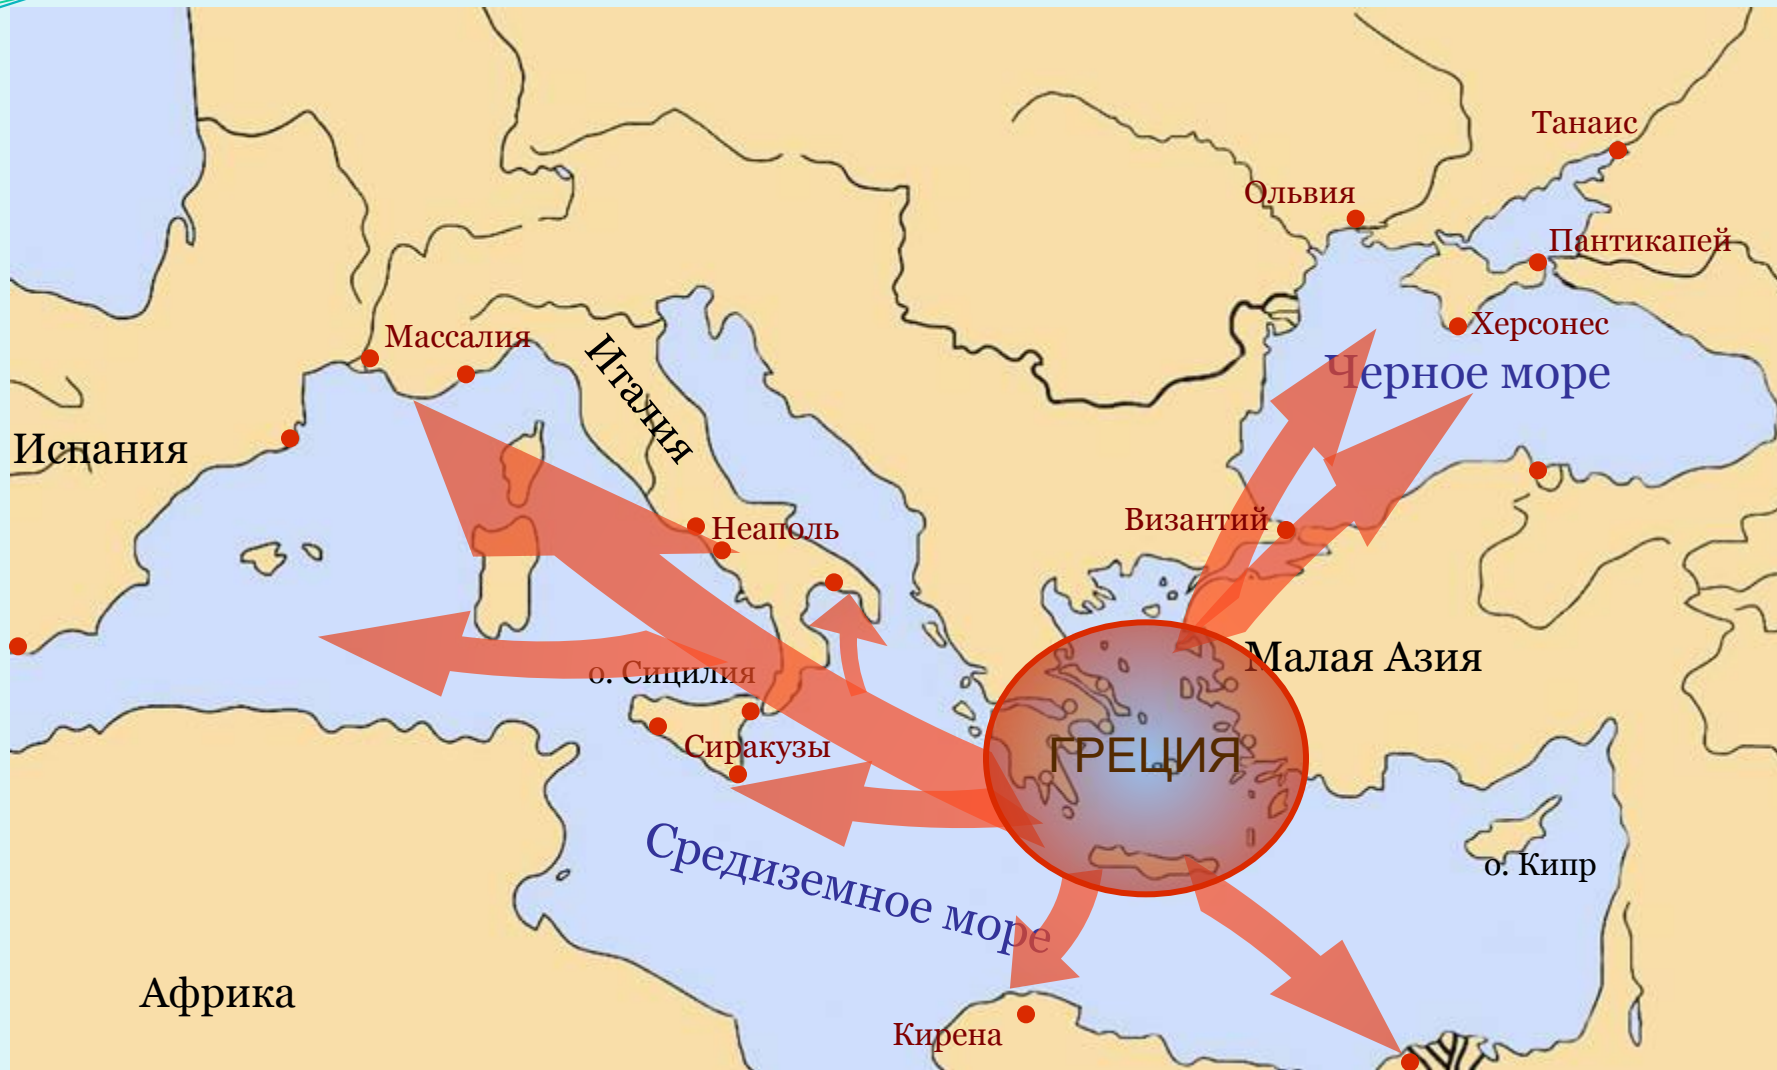 Танаис
Ольвия
Пантикапей
Массалия
Италия
Херсонес
Черное море
Испания
Византий
Неаполь
Малая Азия
о. Сицилия
Сиракузы
ГРЕЦИЯ
Средиземное море
о. Кипр
Африка
Кирена